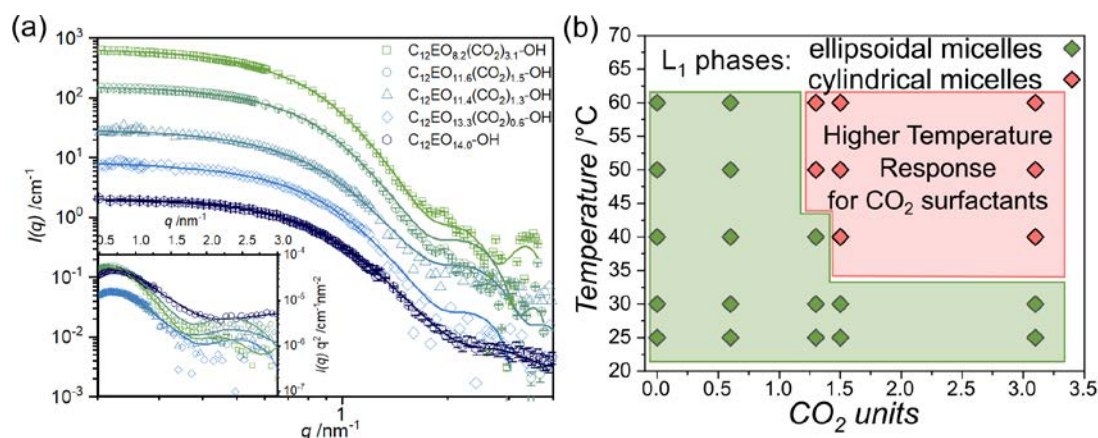 (a)
10³
10²
10¹
10⁰
10⁻¹
10⁻²
10⁻³
I(q) /cm⁻¹
C₁₂EO₈.₂(CO₂)₃.₁-OH
C₁₂EO₁₁.₆(CO₂)₁.₅-OH
C₁₂EO₁₁.₄(CO₂)₁.₃-OH
C₁₂EO₁₃.₃(CO₂)₀.₆-OH
C₁₂EO₁₄.₀-OH
q /nm⁻¹
0.5 1.0 1.5 2.0 2.5 3.0
10⁻⁴
10⁻⁵
10⁻⁶
10⁻⁷
I(q) q² /cm⁻¹nm⁻²
1
q /nm⁻¹
(b)
L₁ phases:
ellipsoidal micelles
cylindrical micelles
Higher Temperature
Response
for CO₂ surfactants
Temperature /°C
65
60
55
50
45
40
35
30
25
20
0.0 0.5 1.0 1.5 2.0 2.5 3.0 3.5
CO₂ units